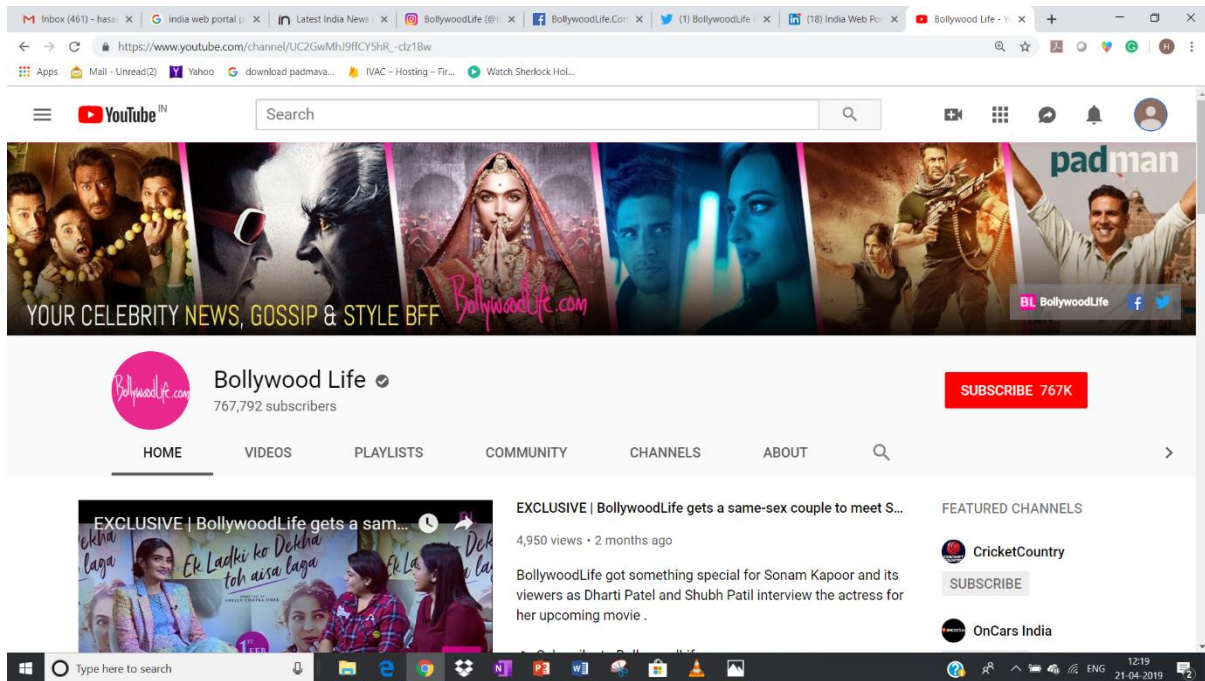 Inbox (461) - hasa
india web portal p
Latest India News
BollywoodLife (@i
BollywoodLife.Com
(1) BollywoodLife (
(18) India Web Por
Bollywood Life - Yo
https://www.youtube.com/channel/UC2GwMhJ9ffCY5hR_-clz1Bw
Apps
Mail - Unread(2)
Yahoo
download padmava...
IVAC – Hosting – Fir...
Watch Sherlock Hol...
YouTube IN
Search
padman
YOUR CELEBRITY NEWS, GOSSIP & STYLE BFF
BollywoodLife.com
BL BollywoodLife
BollywoodLife.com
Bollywood Life
767,792 subscribers
SUBSCRIBE 767K
HOME VIDEOS PLAYLISTS COMMUNITY CHANNELS ABOUT
EXCLUSIVE | BollywoodLife gets a sam...
Ek Ladki ko Dekha
toh aisa laga
1ST
FEB
EXCLUSIVE | BollywoodLife gets a same-sex couple to meet S...
4,950 views • 2 months ago
BollywoodLife got something special for Sonam Kapoor and its
viewers as Dharti Patel and Shubh Patil interview the actress for
her upcoming movie .
FEATURED CHANNELS
CricketCountry
SUBSCRIBE
OnCars India
Type here to search
ENG
12:19
21-04-2019